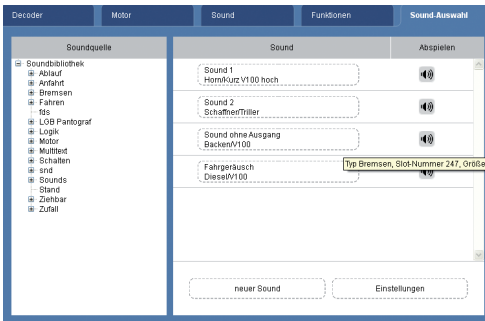 Decoder Motor Sound Funktionen Sound-Auswahl
Soundquelle Sound Abspielen
Soundbibliothek
Ablauf
Anfahrt
Bremsen
Fahren
fds
LGB Pantograf
Logik
Motor
Multitext
Schalten
snd
Sounds
Stand
Ziehbar
Zufall
Sound 1
Horn/Kurz V100 hoch
Sound 2
Schaffner/Triller
Sound ohne Ausgang
Backen/V100
Typ Bremsen, Slot-Nummer 247, Größe
Fahrgeräusch
Diesel/V100
neuer Sound Einstellungen